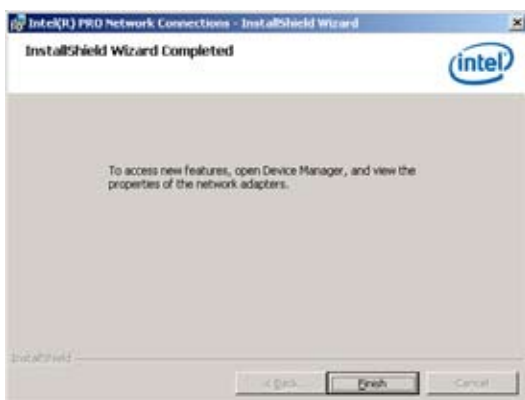 Intel(R) PRO Network Connections - InstallShield Wizard
InstallShield Wizard Completed
intel
To access new features, open Device Manager, and view the
properties of the network adapters.
InstallShield
< Back
Finish
Cancel